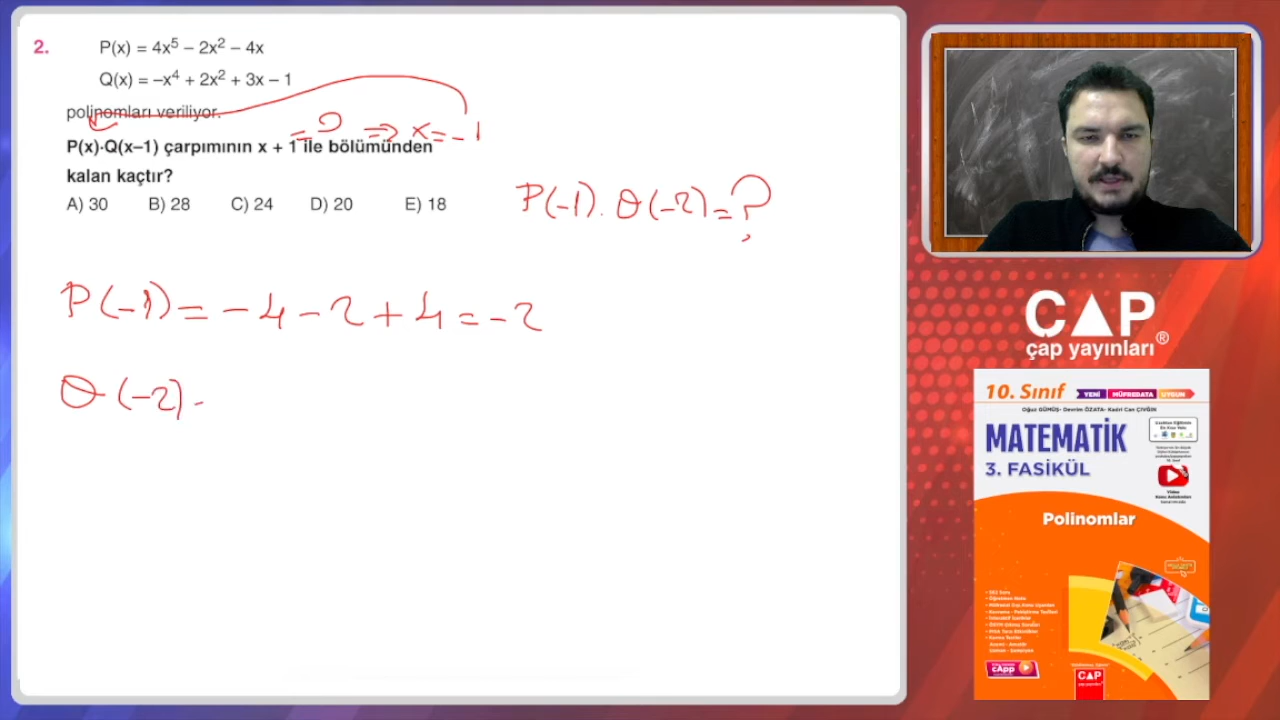 2. P(x) = 4x⁵ – 2x² – 4x
Q(x) = –x⁴ + 2x² + 3x – 1
polinomları veriliyor.
= 0 ⇒ x = -1
P(x)·Q(x–1) çarpımının x + 1 ile bölümünden
kalan kaçtır?
A) 30 B) 28 C) 24 D) 20 E) 18
P(-1) . Q(-2) = ?
P(-1) = -4 - 2 + 4 = -2
Q(-2) -
ÇAP®
çap yayınları
10. Sınıf YENİ MÜFREDATA UYGUN
Oğuz GÜMÜŞ- Devrim ÖZATA- Kadri Can ÇIVGIN
MATEMATİK
3. FASİKÜL
Polinomlar
ÇAP